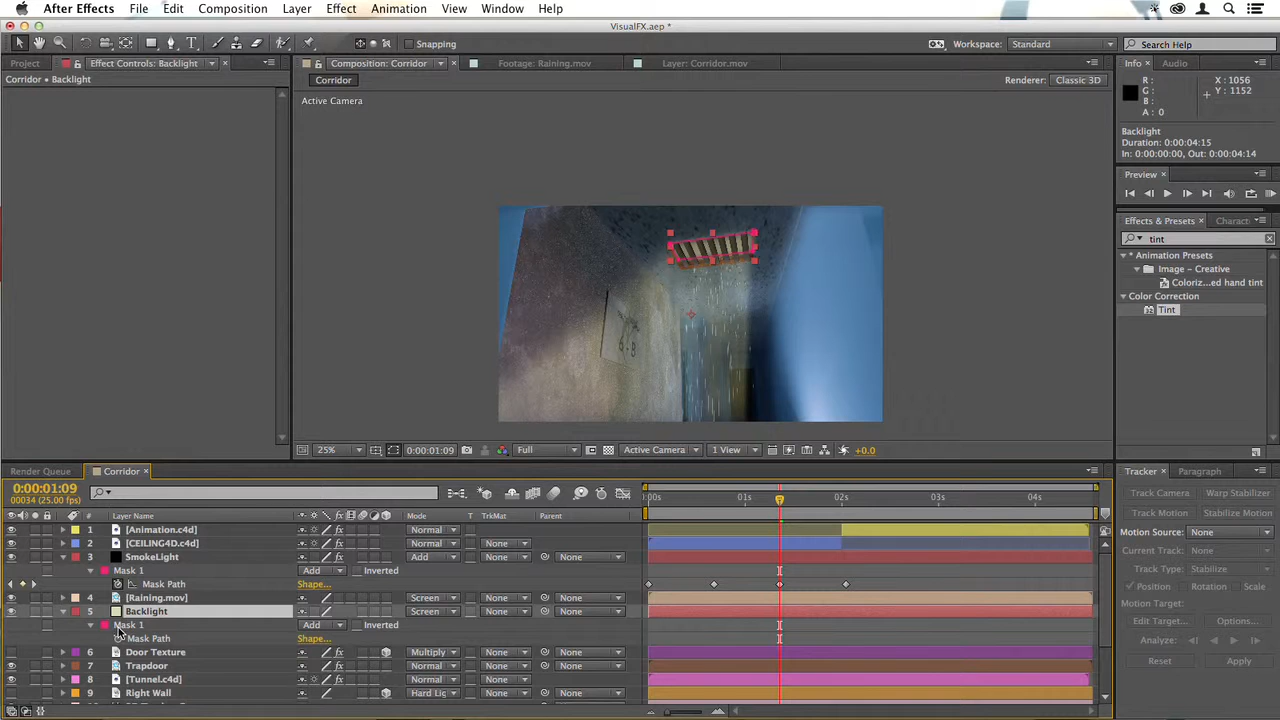 After Effects File Edit Composition Layer Effect Animation View Window Help
VisualFX.aep *
Snapping
Workspace: Standard
Search Help
Project
Effect Controls: Backlight
Composition: Corridor
Footage: Raining.mov
Layer: Corridor.mov
Info
Audio
Corridor • Backlight
Corridor
Renderer: Classic 3D
Active Camera
R:
G:
B:
A: 0
X: 1056
Y: 1152
Backlight
Duration: 0:00:04:15
In: 0:00:00:00, Out: 0:00:04:14
Preview
Effects & Presets
Charact
tint
* Animation Presets
Image - Creative
Coloriz...ed hand tint
Color Correction
Tint
25%
0:00:01:09
Full
Active Camera
1 View
+0.0
Render Queue
Corridor
0:00:01:09
00034 (25.00 fps)
:00s 01s 02s 03s 04s
# Layer Name Mode T TrkMat Parent
1 [Animation.c4d] Normal None
2 [CEILING4D.c4d] Normal None None
3 SmokeLight Add None None
Mask 1 Add Inverted
Mask Path Shape...
4 [Raining.mov] Screen None None
5 Backlight Screen None None
Mask 1 Add Inverted
Mask Path Shape...
6 Door Texture Multiply None None
7 Trapdoor Normal None None
8 [Tunnel.c4d] Normal None None
9 Right Wall Hard Lig None None
Tracker
Paragraph
Track Camera
Warp Stabilizer
Track Motion
Stabilize Motion
Motion Source: None
Current Track: None
Track Type: Stabilize
Position Rotation Scale
Motion Target:
Edit Target...
Options...
Analyze:
Reset
Apply